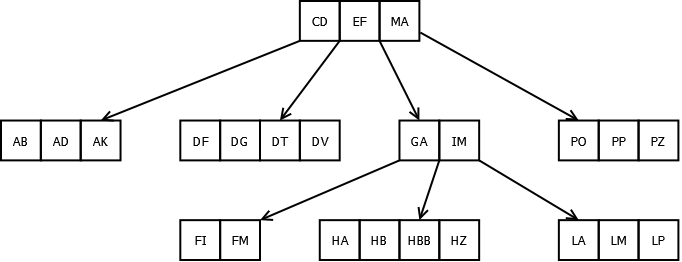 CD EF MA
AB AD AK DF DG DT DV GA IM PO PP PZ
FI FM HA HB HBB HZ LA LM LP